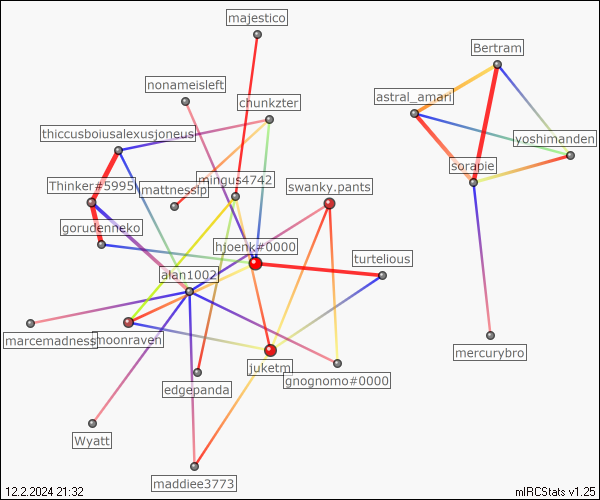 majestico
Bertram
nonameisleft
astral_amari
chunkzter
thiccusboiusalexusjoneus
yoshimanden
sorapie
Thinker#5995
mattnesslp
mingus4742
swanky.pants
gorudenneko
hjoenk#0000
turtelious
alan1002
marcemadness
moonraven
mercurybro
juketm
edgepanda
gnognomo#0000
Wyatt
maddiee3773
12.2.2024 21:32
mIRCStats v1.25